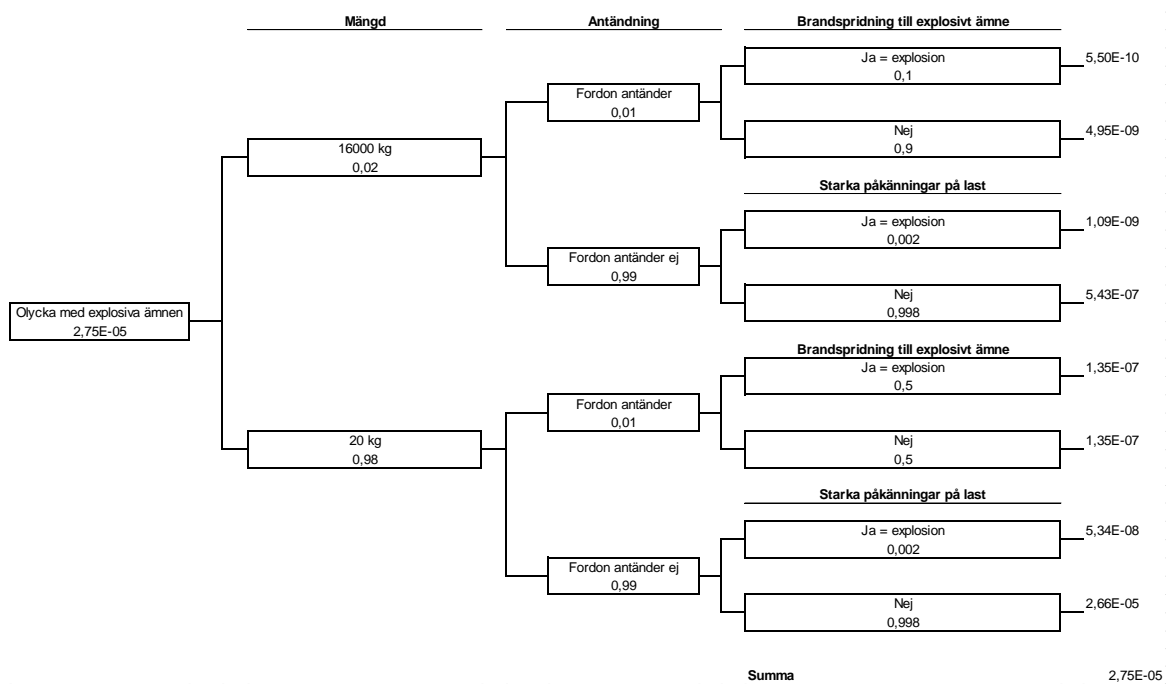 Mängd
Antändning
Brandspridning till explosivt ämne
Ja = explosion
0,1
5,50E-10
Fordon antänder
0,01
Nej
0,9
4,95E-09
16000 kg
0,02
Starka påkänningar på last
Ja = explosion
0,002
1,09E-09
Fordon antänder ej
0,99
Nej
0,998
5,43E-07
Olycka med explosiva ämnen
2,75E-05
Brandspridning till explosivt ämne
Ja = explosion
0,5
1,35E-07
Fordon antänder
0,01
Nej
0,5
1,35E-07
20 kg
0,98
Starka påkänningar på last
Ja = explosion
0,002
5,34E-08
Fordon antänder ej
0,99
Nej
0,998
2,66E-05
Summa 2,75E-05